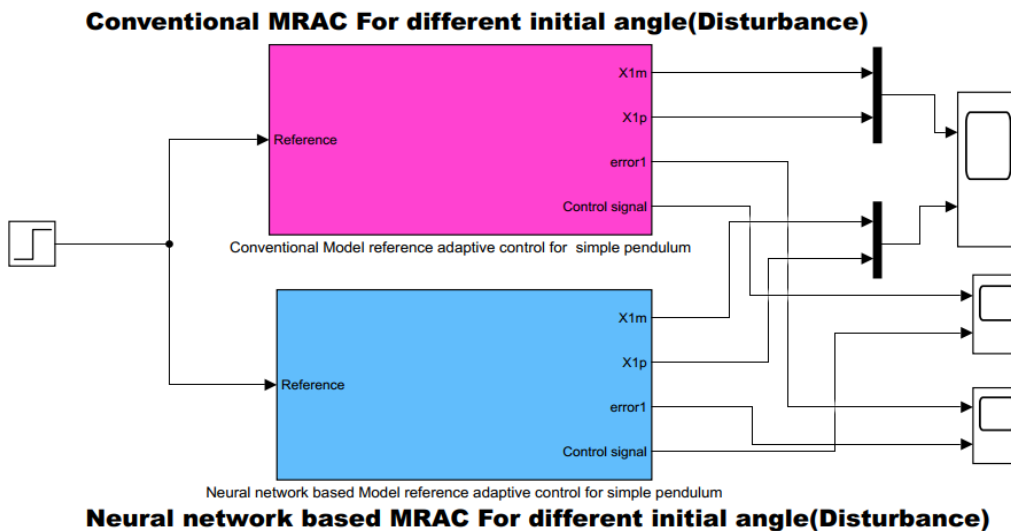 Conventional MRAC For different initial angle(Disturbance)
X1m
X1p
Reference
error1
Control signal
Conventional Model reference adaptive control for simple pendulum
X1m
X1p
Reference
error1
Control signal
Neural network based Model reference adaptive control for simple pendulum
Neural network based MRAC For different initial angle(Disturbance)